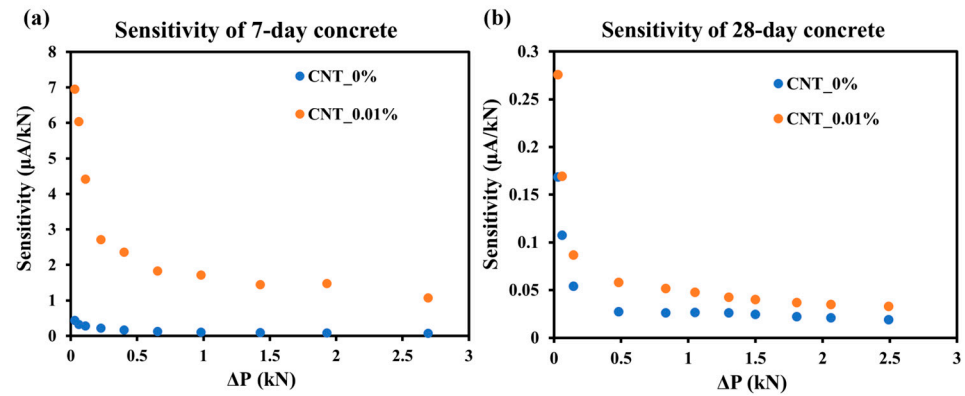 (a)
Sensitivity of 7-day concrete
Sensitivity (µA/kN)
8
7
6
5
4
3
2
1
0
CNT_0%
CNT_0.01%
0 0.5 1 1.5 2 2.5 3
ΔP (kN)
(b)
Sensitivity of 28-day concrete
Sensitivity (µA/kN)
0.3
0.25
0.2
0.15
0.1
0.05
0
CNT_0%
CNT_0.01%
0 0.5 1 1.5 2 2.5 3
ΔP (kN)